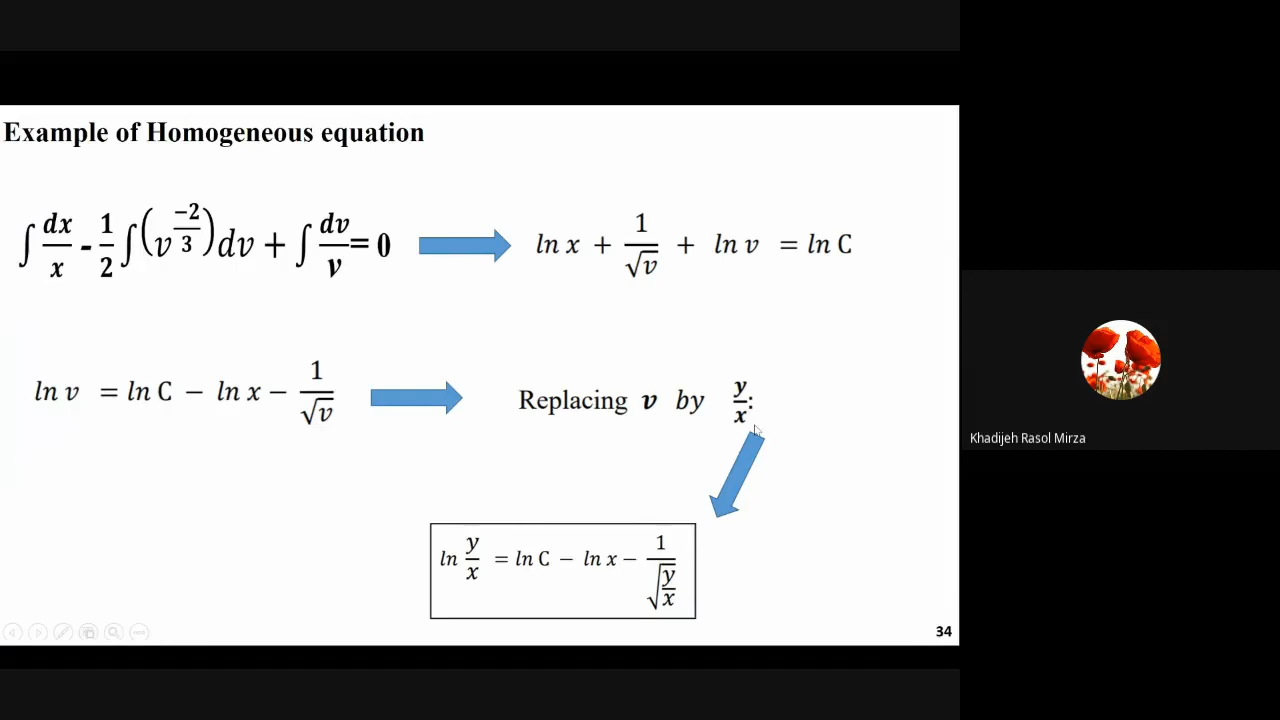 Example of Homogeneous equation
∫ dx/x - 1/2 ∫(v^(-2/3))dv + ∫ dv/v = 0
ln x + 1/√v + ln v = ln C
ln v = ln C − ln x − 1/√v
Replacing v by y/x:
ln y/x = ln C − ln x − 1/√(y/x)
34
Khadijeh Rasol Mirza